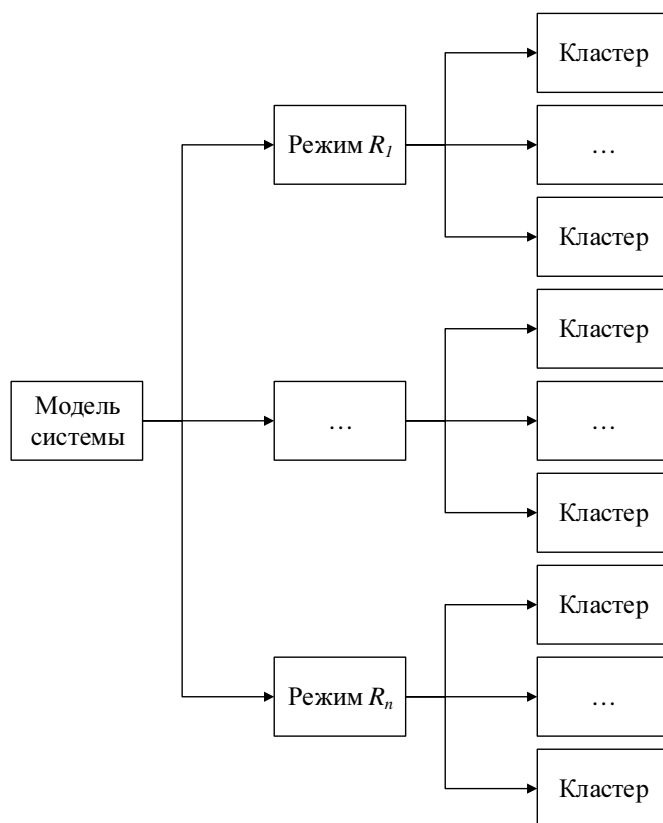 Кластер
Режим R₁
…
Кластер
Кластер
Модель
системы
…
…
Кластер
Кластер
Режим Rₙ
…
Кластер